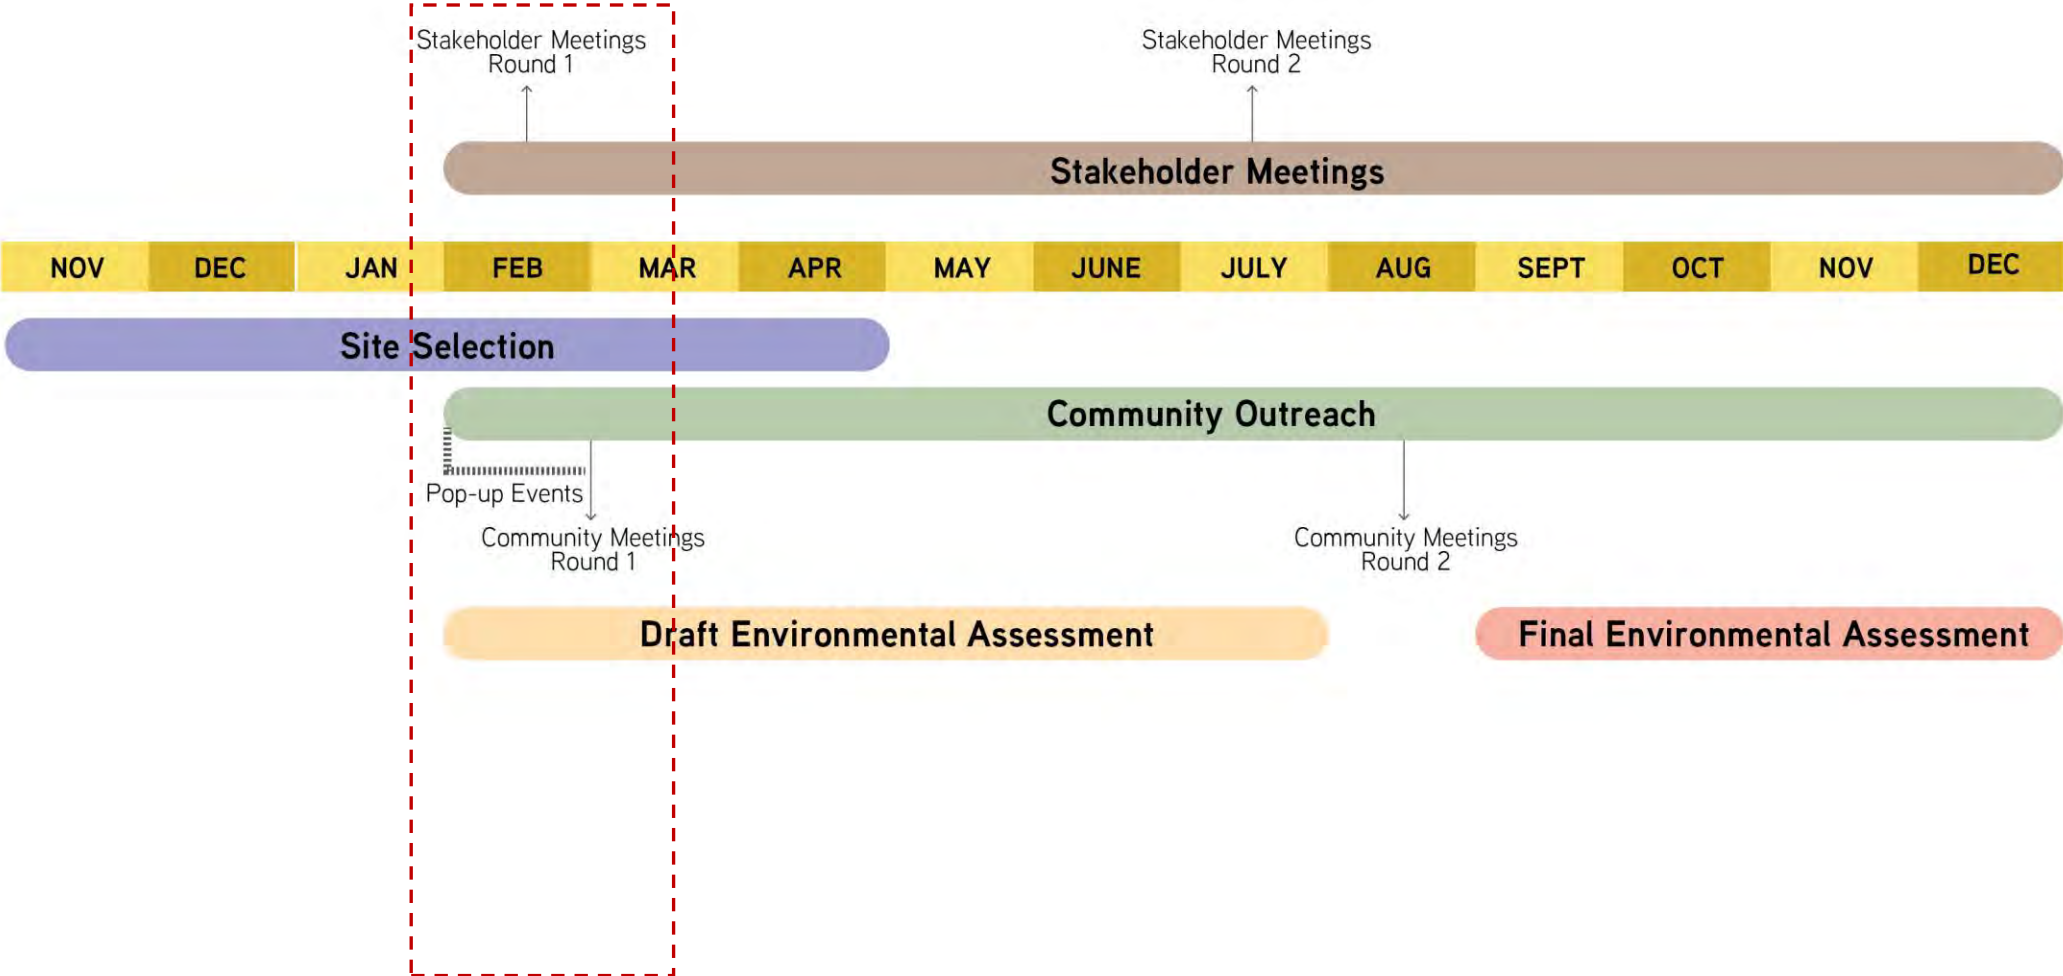 Stakeholder Meetings
Round 1
Stakeholder Meetings
Round 2
Stakeholder Meetings
NOV DEC JAN FEB MAR APR MAY JUNE JULY AUG SEPT OCT NOV DEC
Site Selection
Community Outreach
Pop-up Events
Community Meetings
Round 1
Community Meetings
Round 2
Draft Environmental Assessment
Final Environmental Assessment